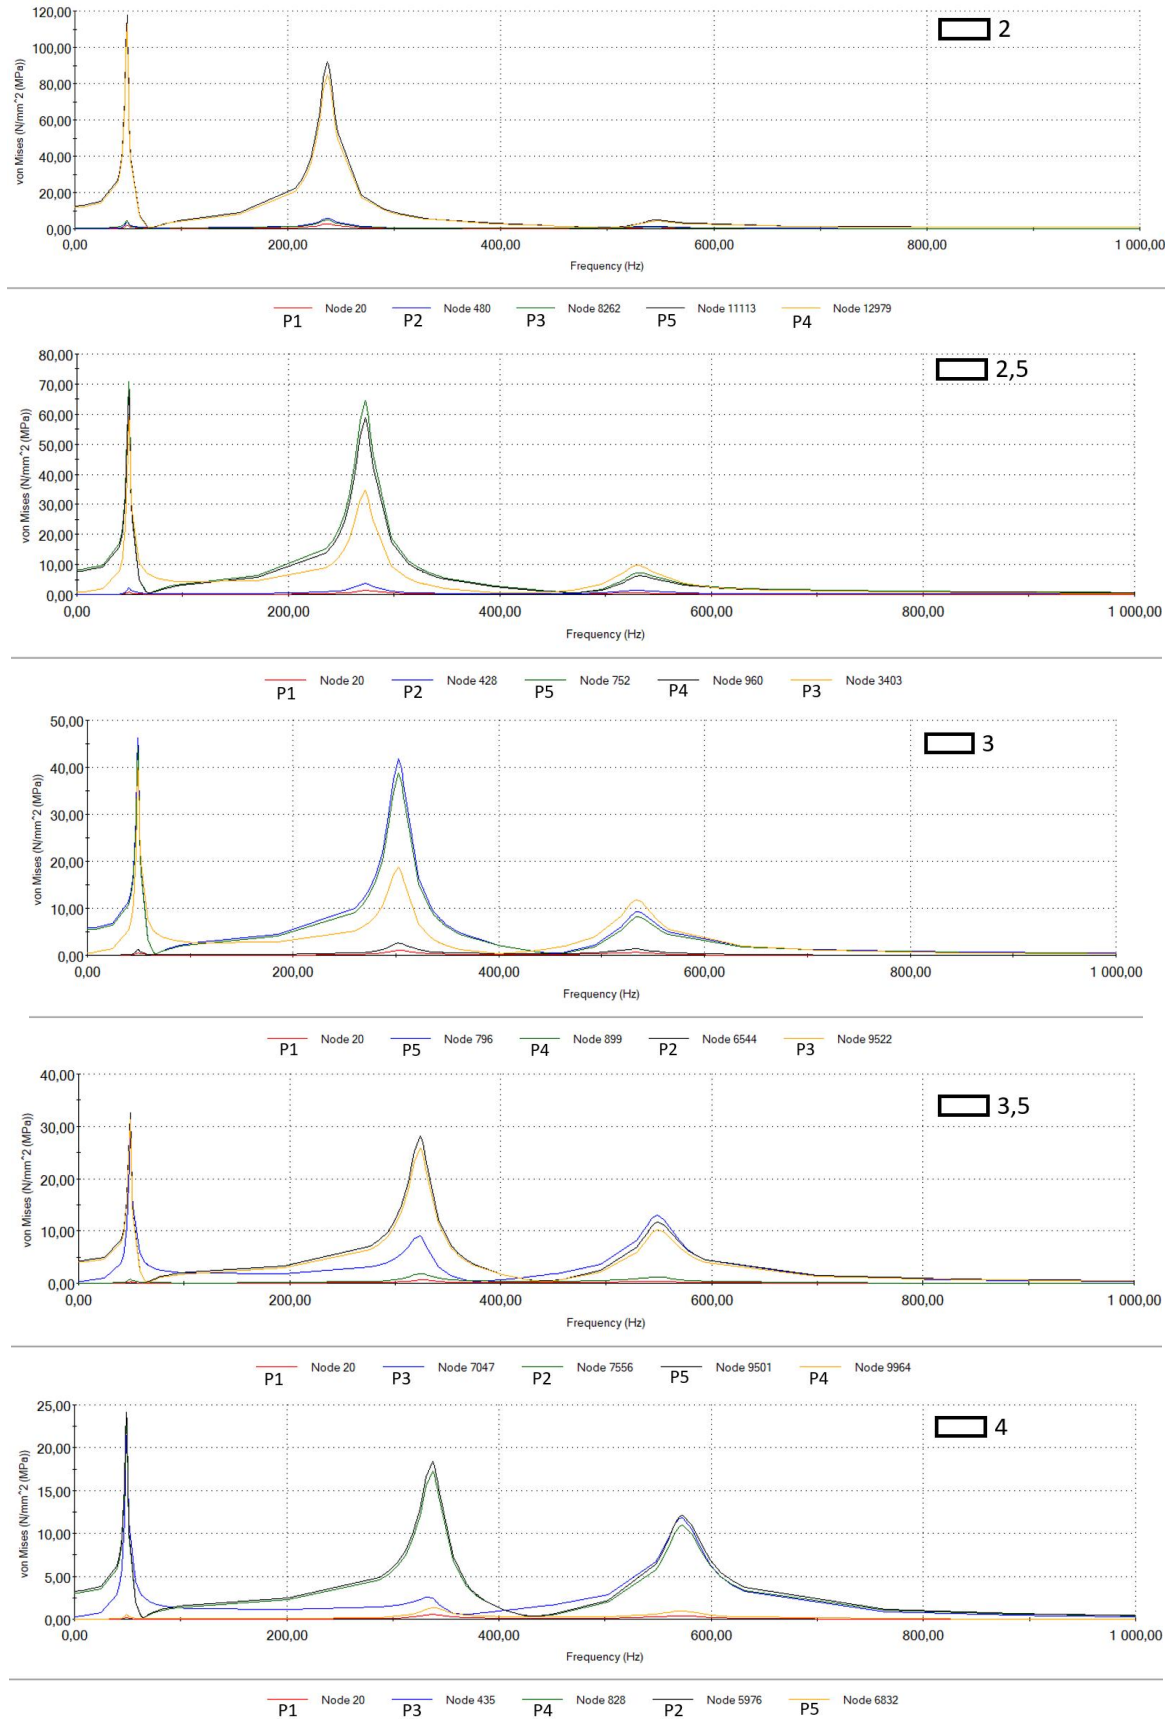 120,00
2
100,00
80,00
60,00
40,00
20,00
0,00
von Mises (N/mm^2 (MPa))
0,00 200,00 400,00 600,00 800,00 1 000,00
Frequency (Hz)
Node 20 Node 480 Node 8262 Node 11113 Node 12979
P1 P2 P3 P5 P4
80,00
2,5
70,00
60,00
50,00
40,00
30,00
20,00
10,00
0,00
von Mises (N/mm^2 (MPa))
0,00 200,00 400,00 600,00 800,00 1 000,00
Frequency (Hz)
Node 20 Node 428 Node 752 Node 960 Node 3403
P1 P2 P5 P4 P3
50,00
3
40,00
30,00
20,00
10,00
0,00
von Mises (N/mm^2 (MPa))
0,00 200,00 400,00 600,00 800,00 1 000,00
Frequency (Hz)
Node 20 Node 796 Node 899 Node 6544 Node 9522
P1 P5 P4 P2 P3
40,00
3,5
30,00
20,00
10,00
0,00
von Mises (N/mm^2 (MPa))
0,00 200,00 400,00 600,00 800,00 1 000,00
Frequency (Hz)
Node 20 Node 7047 Node 7556 Node 9501 Node 9964
P1 P3 P2 P5 P4
25,00
4
20,00
15,00
10,00
5,00
0,00
von Mises (N/mm^2 (MPa))
0,00 200,00 400,00 600,00 800,00 1 000,00
Frequency (Hz)
Node 20 Node 435 Node 828 Node 5976 Node 6832
P1 P3 P4 P2 P5